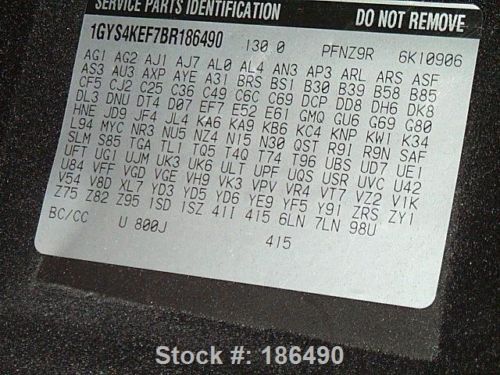 SERVICE PARTS IDENTIFICATION DO NOT REMOVE
1GYS4KEF7BR186490 130 0 PFNZ9R 6K10906
AG1 AG2 AJ1 AJ7 AL0 AL4 AN3 AP3 ARL ARS ASF
AS3 AU3 AXP AYE A31 BRS BS1 B20 B39 B58 B85
CF5 CJ2 C25 C36 C49 C6C C69 DCP DD8 DH6 DK8
DL3 DNU DT4 D07 EF7 E52 E61 GMQ GU6 G69 G80
HNE JD9 JF4 JL4 KA6 KA9 KB6 KC4 KNP KW1 K34
L94 MYC NR3 NU5 NZ4 N15 N30 QST R91 R9N SAF
SLM S85 TGA TL1 TQ5 T4Q T74 T96 UBS UD7 UE1
UFT UG1 UJM UK3 UK6 ULT UPF UQS USR UVC U42
U84 VFF VGD VGE VH9 VK3 VPV VR4 VT7 VZ2 V1K
V54 V8D XL7 YD3 YD5 YD6 YE9 YF5 Y91 ZRS ZY1
Z75 Z82 Z95 1SD 1SZ 41I 415 6LN 7LN 98U
BC/CC U 800J 415
Stock #: 186490